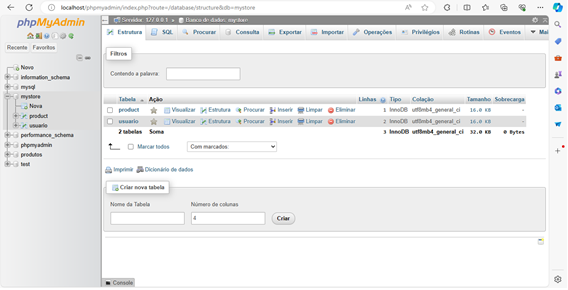 localhost/phpmyadmin/index.php?route=/database/structure&db=mystore
phpMyAdmin
Recente Favoritos
Novo
information_schema
mysql
mystore
Nova
product
usuario
performance_schema
phpmyadmin
produtos
test
Servidor: 127.0.0.1 » Banco de dados: mystore
Estrutura SQL Procurar Consulta Exportar Importar Operações Privilégios Rotinas Eventos Mai
Filtros
Contendo a palavra:
Tabela Ação Linhas Tipo Colação Tamanho Sobrecarga
product Visualizar Estrutura Procurar Inserir Limpar Eliminar 1 InnoDB utf8mb4_general_ci 16.0 KB -
usuario Visualizar Estrutura Procurar Inserir Limpar Eliminar 2 InnoDB utf8mb4_general_ci 16.0 KB -
2 tabelas Soma 3 InnoDB utf8mb4_general_ci 32.0 KB 0 Bytes
Marcar todos Com marcados:
Imprimir Dicionário de dados
Criar nova tabela
Nome da Tabela Número de colunas
4 Criar
Console